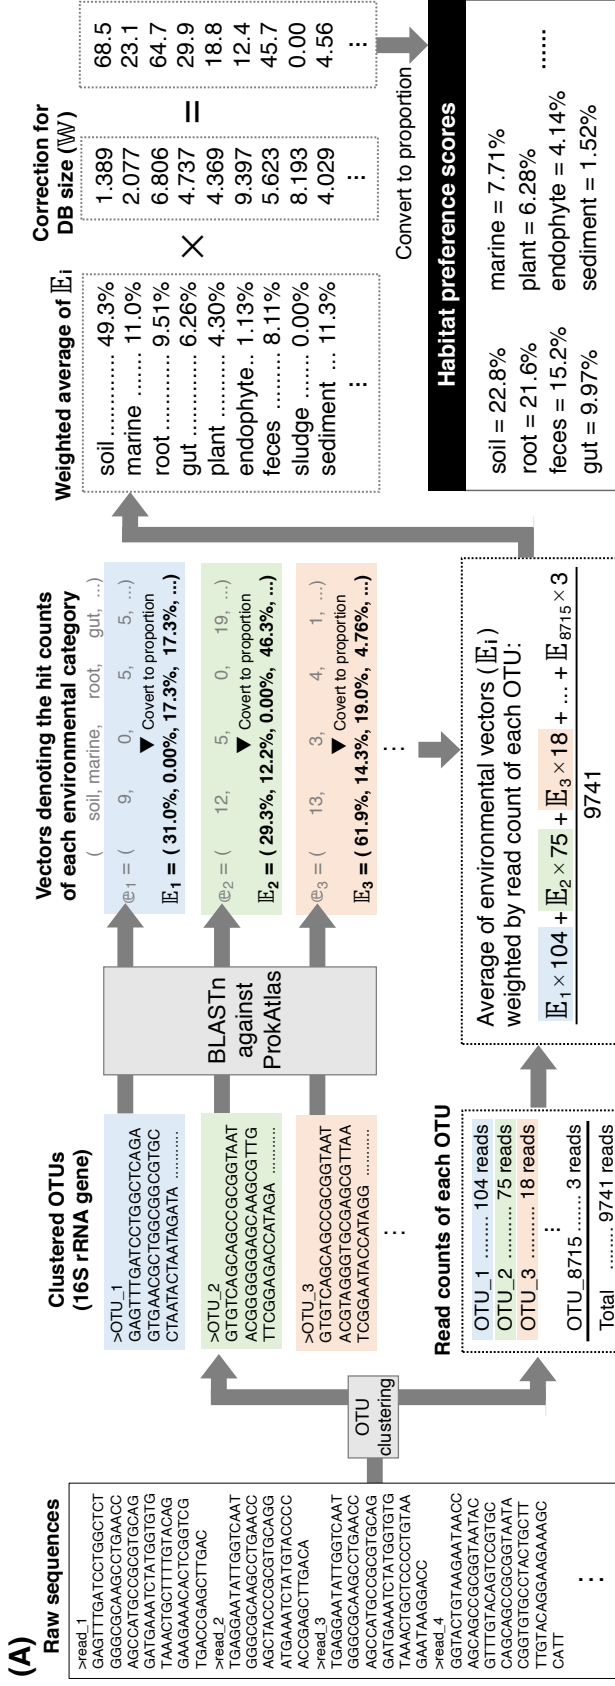 (A)
Raw sequences
>read_1
GAGTTTGATCCTGGCTCT
GGGCGCAAGCCTGAACC
AGCCATGCCGCGTGCAG
GATGAAATCTATGGTGTG
TAAACTGCTTTTGTACAG
GAAGAAACACTCGGTCG
TGACCGAGCTTGAC
>read_2
TGAGGAATATTGGTCAAT
GGGCGCAAGCCTGAACC
AGCTACCCGCGTGCAGG
ATGAAATCTATGTACCCC
ACCGAGCTTGACA
>read_3
TGAGGAATATTGGTCAAT
GGGCGCAAGCCTGAACC
AGCCATGCCGCGTGCAG
GATGAAATCTATGGTGTG
TAAACTGCTCCCCTGTAA
GAATAAGGACC
>read_4
GGTACTGTAAGAATAACC
AGCAGCCGCGGTAATAC
GTTTGTACAGTCCGTGC
CAGCAGCCGCGGTAATA
CGGTGTGCCTACTGCTT
TTGTACAGGAAGAAAGC
CATT
...
OTU
clustering
Clustered OTUs
(16S rRNA gene)
>OTU_1
GAGTTTGATCCTGGCTCAGA
GTGAACGCTGGCGGCGTGC
CTAATACTAATAGATA ...........
>OTU_2
GTGTCAGCAGCCGCGGTAAT
ACGGGGGGAGCAAGCGTTG
TTCGGAGACCATAGA ...........
>OTU_3
GTGTCAGCAGCCGCGGTAAT
ACGTAGGGTGCGAGCGTTAA
TCGGAATACCATAGG ...........
...
Read counts of each OTU
OTU_1 ........ 104 reads
OTU_2 ......... 75 reads
OTU_3 ......... 18 reads
...
OTU_8715 ...... 3 reads
Total ........ 9741 reads
BLASTn
against
ProkAtlas
Vectors denoting the hit counts
of each environmental category
( soil, marine, root, gut, ...)
e1 = ( 9, 0, 5, 5, ...)
▼ Covert to proportion
E1 = ( 31.0%, 0.00%, 17.3%, 17.3%, ...)
e2 = ( 12, 5, 0, 19, ...)
▼ Covert to proportion
E2 = ( 29.3%, 12.2%, 0.00%, 46.3%, ...)
e3 = ( 13, 3, 4, 1, ...)
▼ Covert to proportion
E3 = ( 61.9%, 14.3%, 19.0%, 4.76%, ...)
...
Average of environmental vectors (Ei)
weighted by read count of each OTU:
E1 × 104 + E2 × 75 + E3 × 18 + ... + E8715 × 3
9741
Weighted average of Ei
soil .............. 49.3%
marine ........ 11.0%
root ............ 9.51%
gut .............. 6.26%
plant ........... 4.30%
endophyte.. 1.13%
feces .......... 8.11%
sludge ........ 0.00%
sediment ... 11.3%
...
×
Correction for
DB size (W)
1.389
2.077
6.806
4.737
4.369
9.397
5.623
8.193
4.029
...
=
68.5
23.1
64.7
29.9
18.8
12.4
45.7
0.00
4.56
...
Convert to proportion
Habitat preference scores
soil = 22.8% marine = 7.71%
root = 21.6% plant = 6.28% ......
feces = 15.2% endophyte = 4.14%
gut = 9.97% sediment = 1.52%